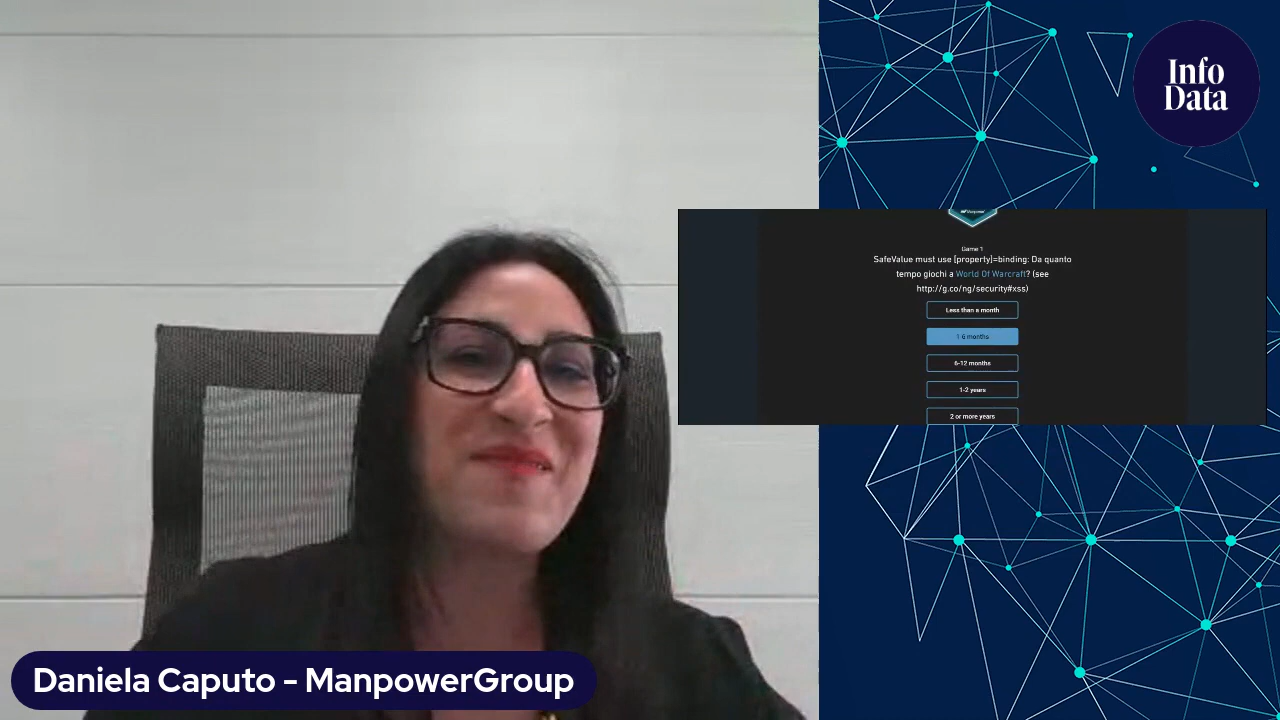 Info
Data
Manpower
Game 1
SafeValue must use [property]=binding: Da quanto
tempo giochi a World Of Warcraft? (see
http://g.co/ng/security#xss)
Less than a month
1-6 months
6-12 months
1-2 years
2 or more years
Daniela Caputo - ManpowerGroup